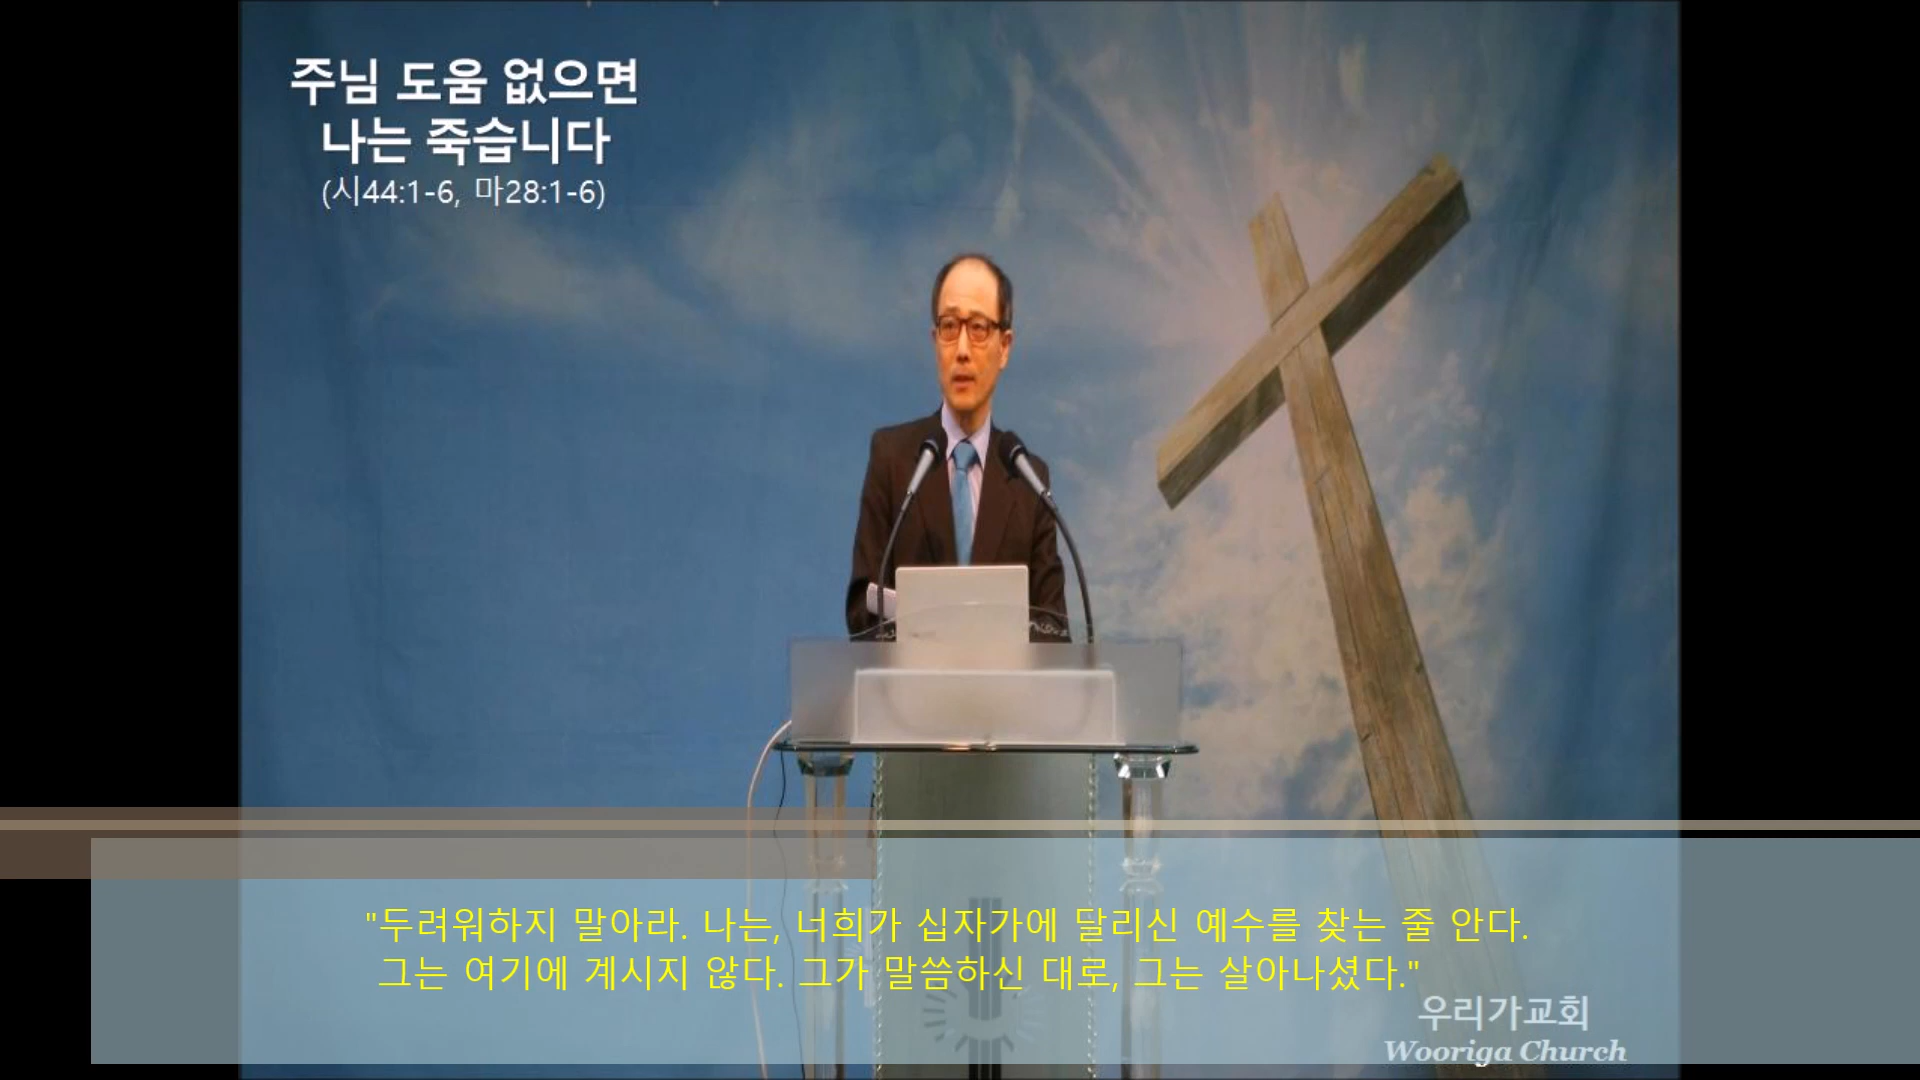 주님 도움 없으면
나는 죽습니다
(시44:1-6, 마28:1-6)
"두려워하지 말아라. 나는, 너희가 십자가에 달리신 예수를 찾는 줄 안다.
그는 여기에 계시지 않다. 그가 말씀하신 대로, 그는 살아나셨다."
우리가교회
Wooriga Church